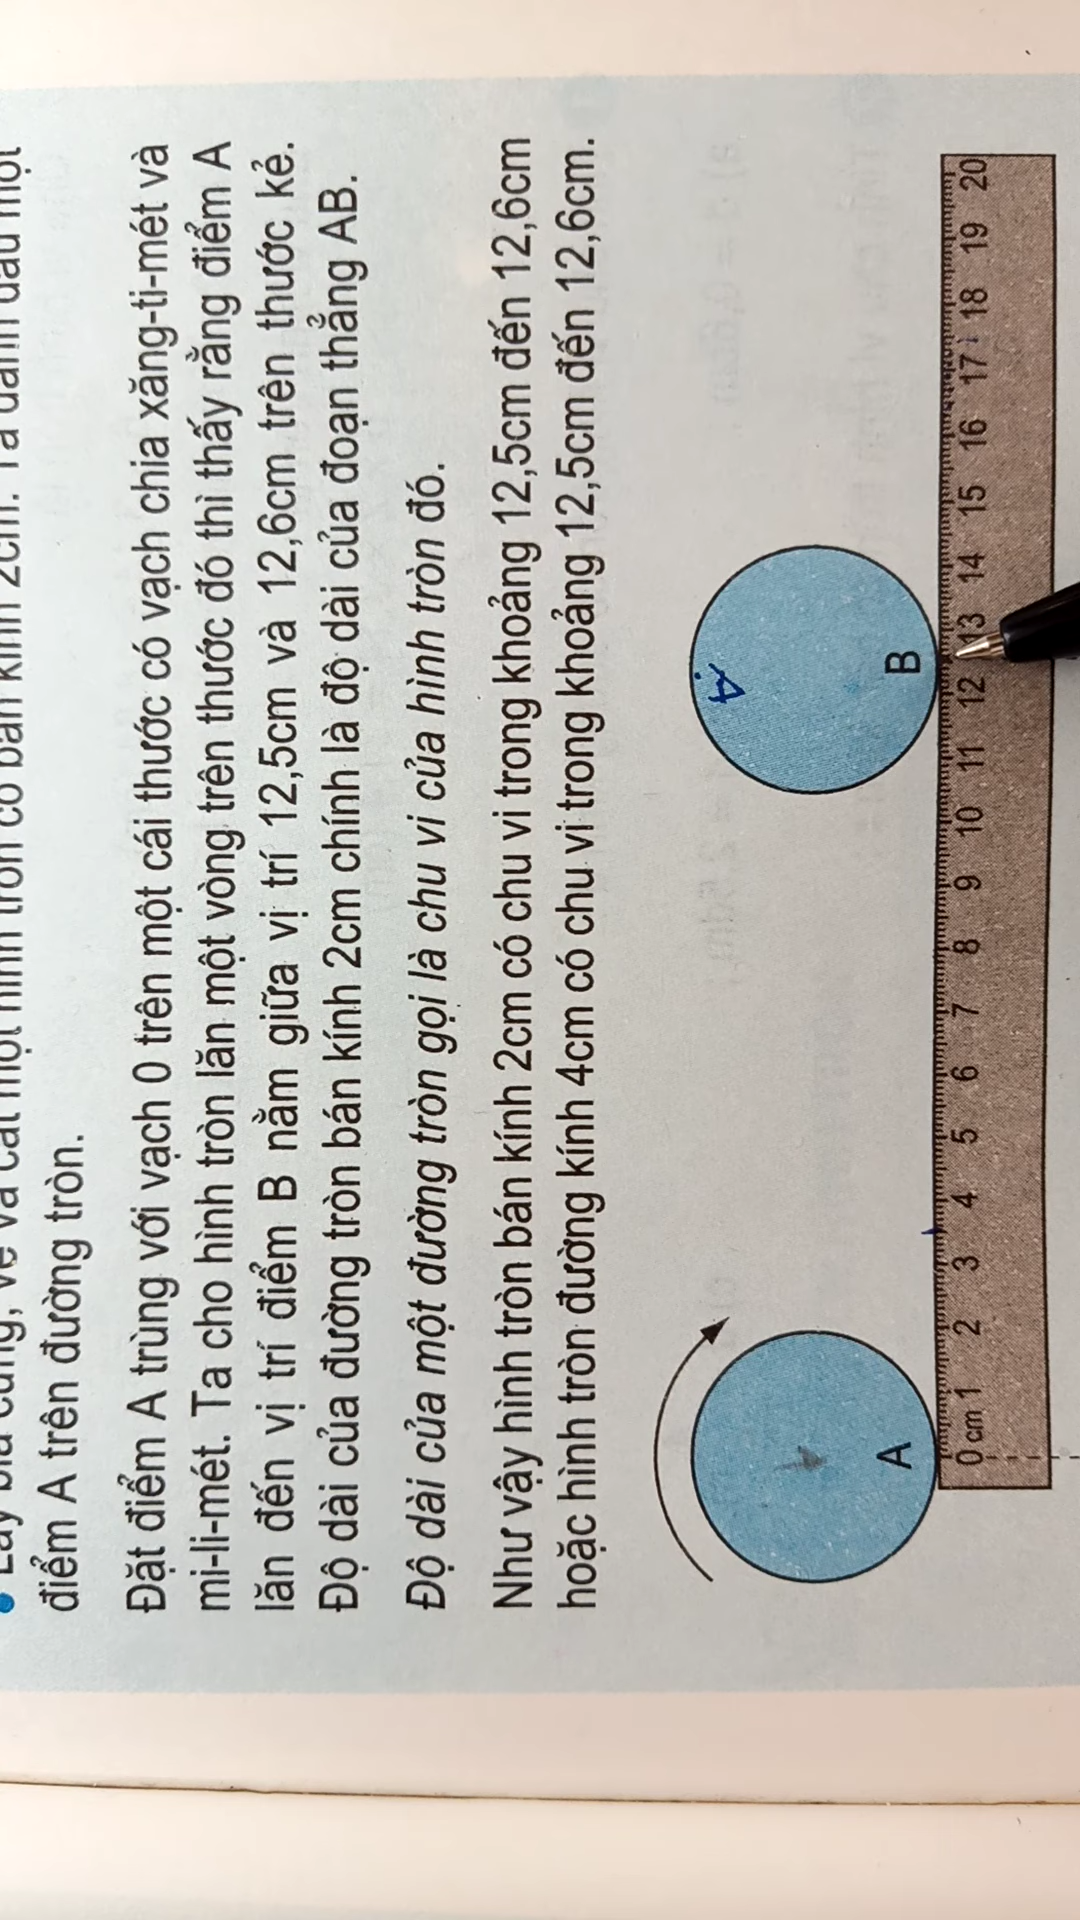 điểm A trên đường tròn.
Đặt điểm A trùng với vạch 0 trên một cái thước có vạch chia xăng-ti-mét và
mi-li-mét. Ta cho hình tròn lăn một vòng trên thước đó thì thấy rằng điểm A
lăn đến vị trí điểm B nằm giữa vị trí 12,5cm và 12,6cm trên thước kẻ.
Độ dài của đường tròn bán kính 2cm chính là độ dài của đoạn thẳng AB.
Độ dài của một đường tròn gọi là chu vi của hình tròn đó.
Như vậy hình tròn bán kính 2cm có chu vi trong khoảng 12,5cm đến 12,6cm
hoặc hình tròn đường kính 4cm có chu vi trong khoảng 12,5cm đến 12,6cm.
A
A B
0 cm 1 2 3 4 5 6 7 8 9 10 11 12 13 14 15 16 17 18 19 20